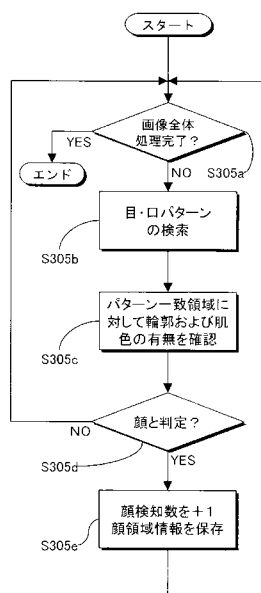 スタート
画像全体
処理完了?
YES
エンド
NO
S305a
目・口パターン
の検索
S305b
パターン一致領域に
対して輪郭および肌
色の有無を確認
S305c
顔と判定?
NO
YES
S305d
顔検知数を+1
顔領域情報を保存
S305e